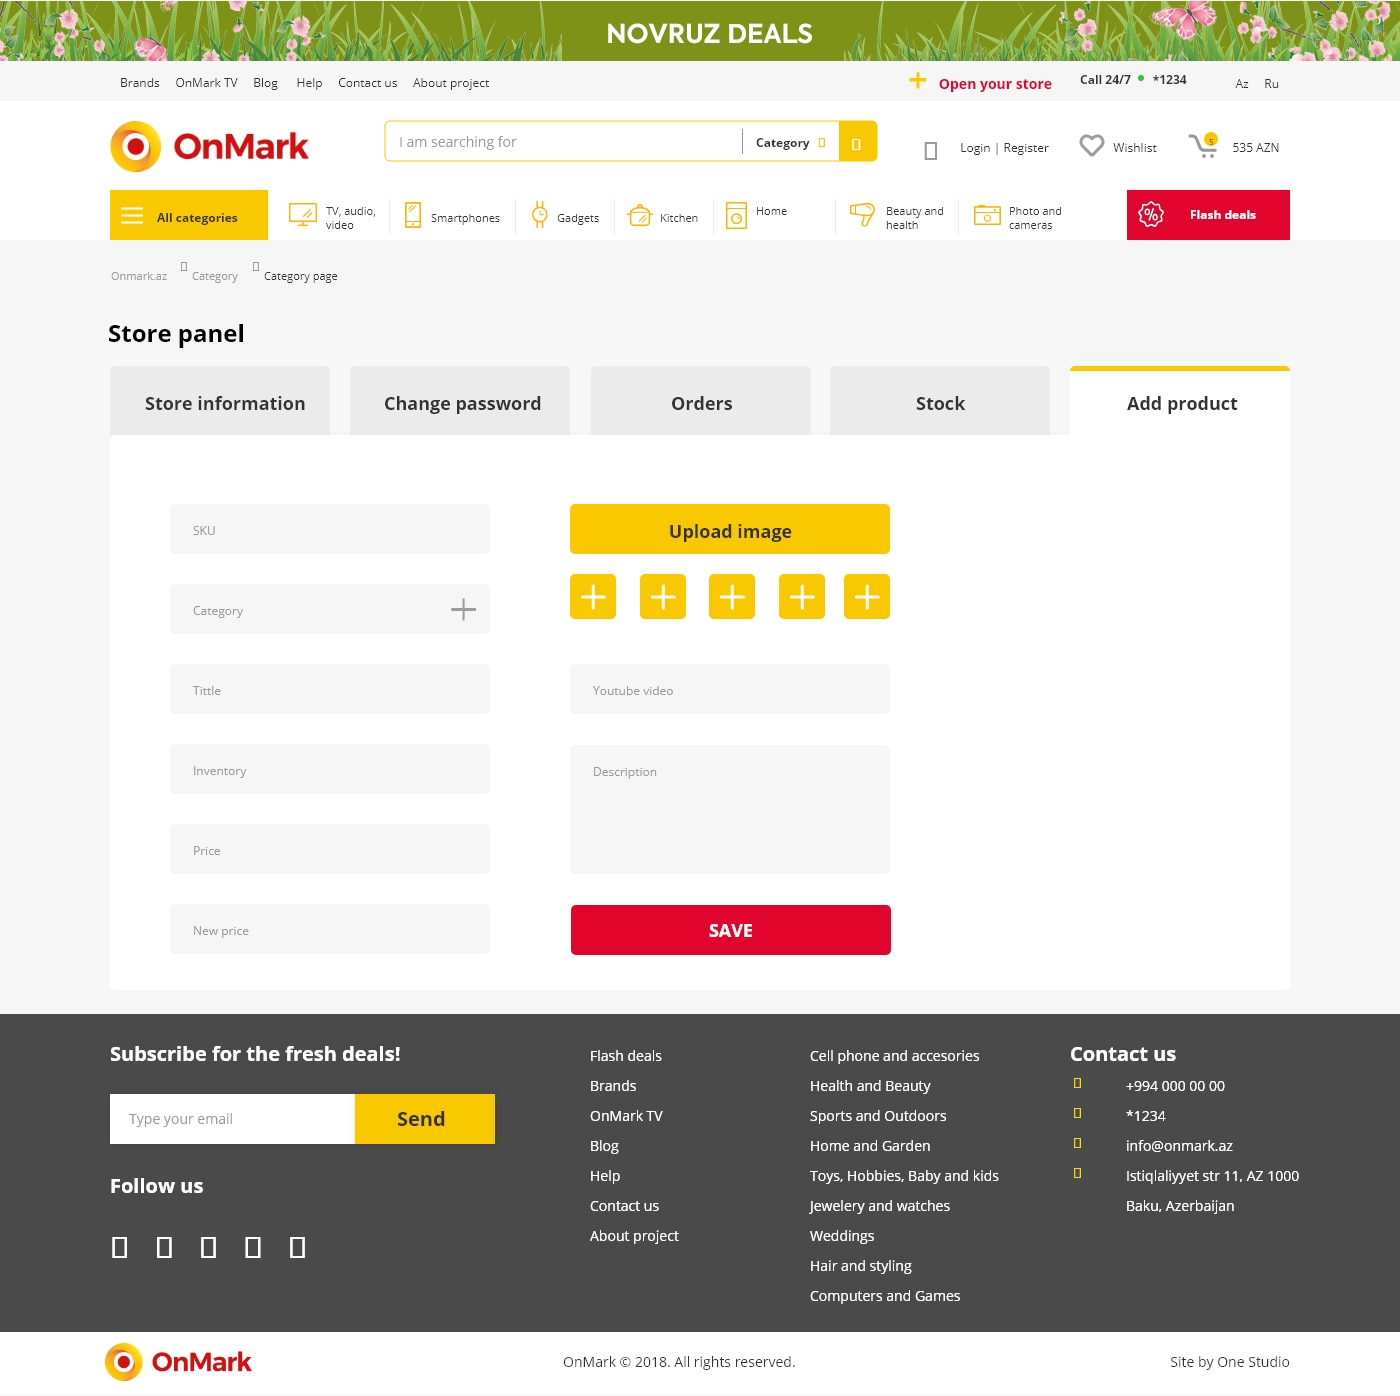 NOVRUZ DEALS
Brands OnMark TV Blog Help Contact us About project Open your store Call 24/7 *1234 Az Ru
OnMark I am searching for Category Login | Register Wishlist 5 535 AZN
All categories
TV, audio,
video
Smartphones
Gadgets
Kitchen
Home
Beauty and
health
Photo and
cameras
% Flash deals
Onmark.az Category Category page
Store panel
Store information Change password Orders Stock Add product
SKU
Category
Tittle
Inventory
Price
New price
Upload image
Youtube video
Description
SAVE
Subscribe for the fresh deals!
Type your email Send
Follow us
Flash deals
Brands
OnMark TV
Blog
Help
Contact us
About project
Cell phone and accesories
Health and Beauty
Sports and Outdoors
Home and Garden
Toys, Hobbies, Baby and kids
Jewelery and watches
Weddings
Hair and styling
Computers and Games
Contact us
+994 000 00 00
*1234
info@onmark.az
Istiqlaliyyet str 11, AZ 1000
Baku, Azerbaijan
OnMark OnMark © 2018. All rights reserved. Site by One Studio